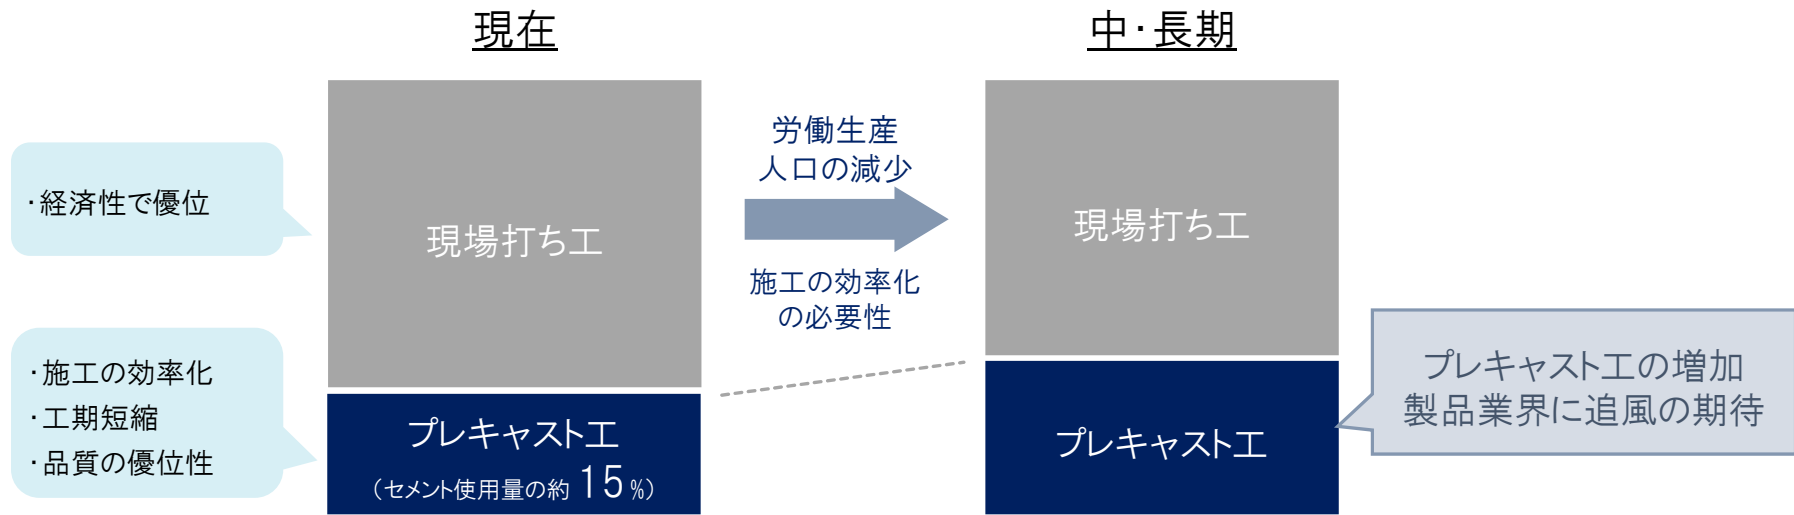 現在
中・長期
・経済性で優位
現場打ち工
労働生産
人口の減少
施工の効率化
の必要性
現場打ち工
・施工の効率化
・工期短縮
・品質の優位性
プレキャスト工
（セメント使用量の約 15 %）
プレキャスト工
プレキャスト工の増加
製品業界に追風の期待